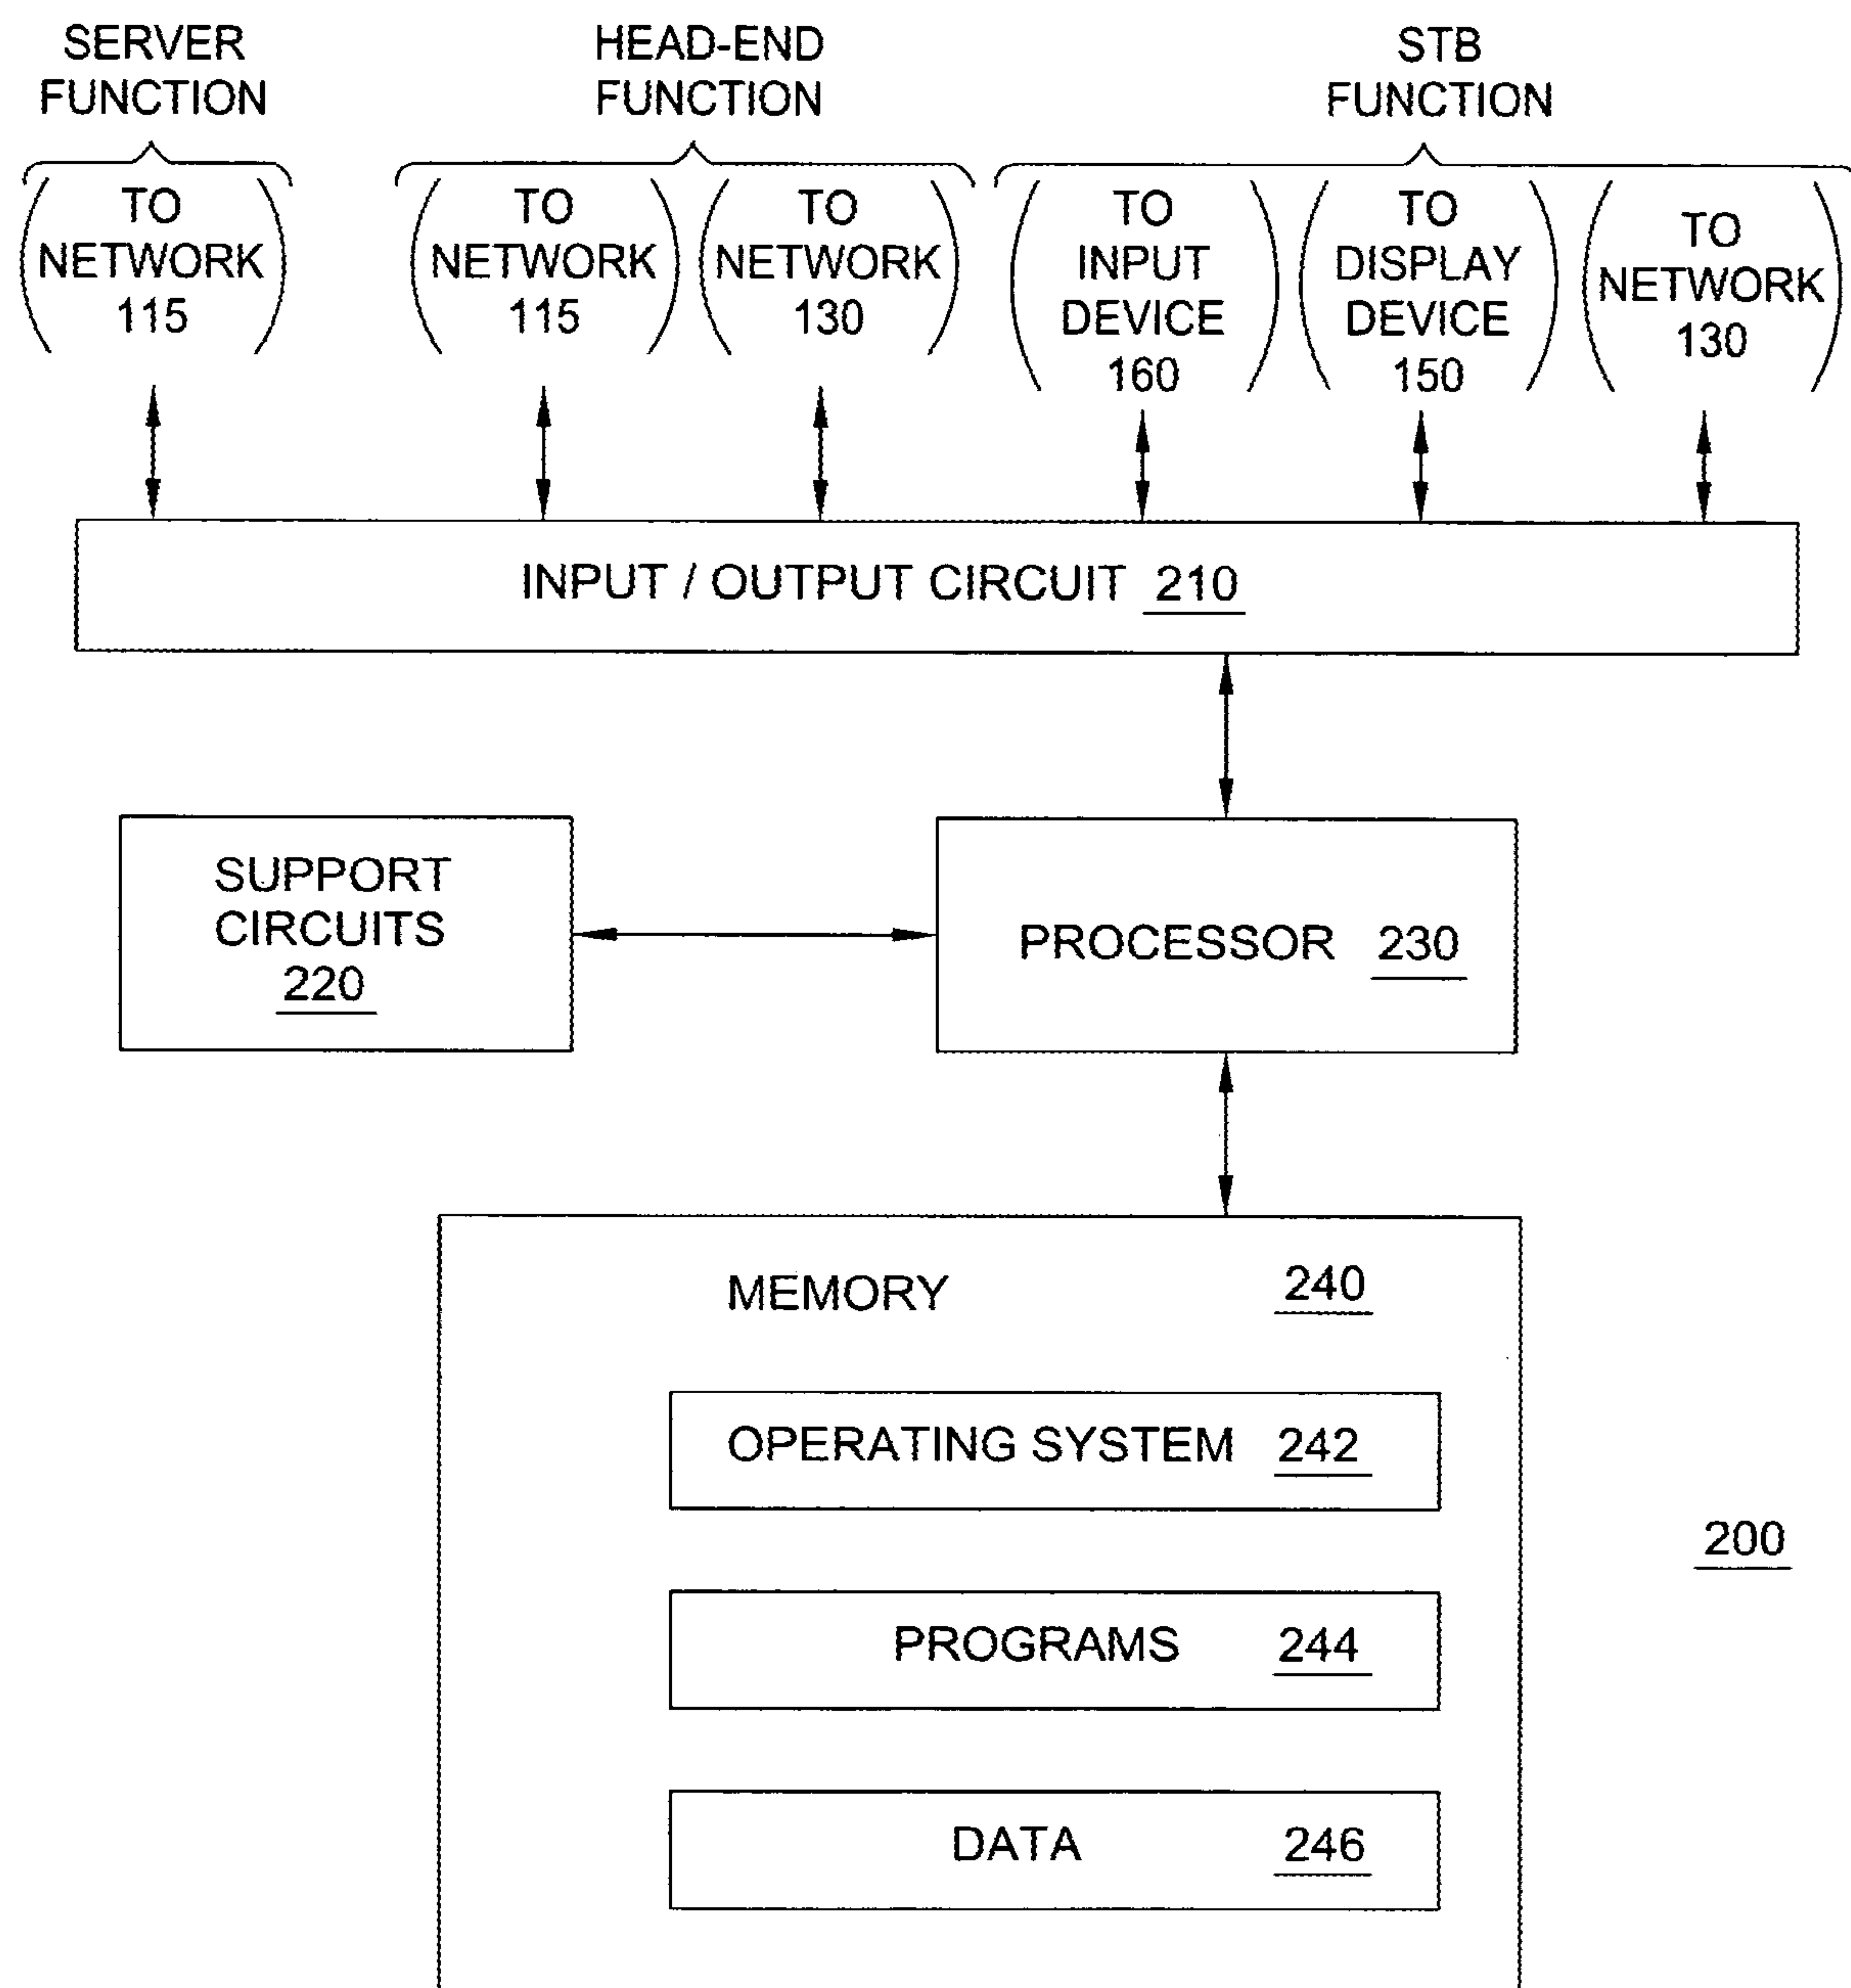 SERVER
FUNCTION
HEAD-END
FUNCTION
STB
FUNCTION
TO
NETWORK
115
TO
NETWORK
115
TO
NETWORK
130
TO
INPUT
DEVICE
160
TO
DISPLAY
DEVICE
150
TO
NETWORK
130
INPUT / OUTPUT CIRCUIT 210
SUPPORT
CIRCUITS
220
PROCESSOR 230
MEMORY 240
OPERATING SYSTEM 242
200
PROGRAMS 244
DATA 246